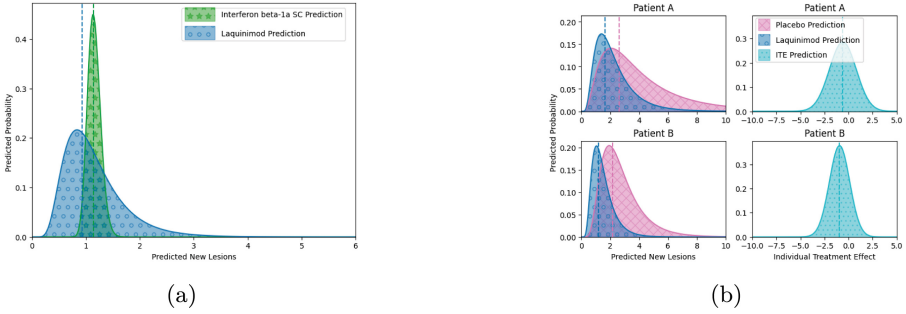 Interferon beta-1a SC Prediction
Laquinimod Prediction
Predicted Probability
0.4
0.3
0.2
0.1
0.0
0 1 2 3 4 5 6
Predicted New Lesions
(a)
Patient A
Placebo Prediction
Laquinimod Prediction
ITE Prediction
0.20
0.15
0.10
0.05
0.00
0 2 4 6 8 10
Patient A
0.3
0.2
0.1
0.0
−10.0 −7.5 −5.0 −2.5 0.0 2.5 5.0
Predicted Probability
Patient B
0.20
0.15
0.10
0.05
0.00
0 2 4 6 8 10
Predicted New Lesions
Patient B
0.3
0.2
0.1
0.0
−10.0 −7.5 −5.0 −2.5 0.0 2.5 5.0
Individual Treatment Effect
(b)